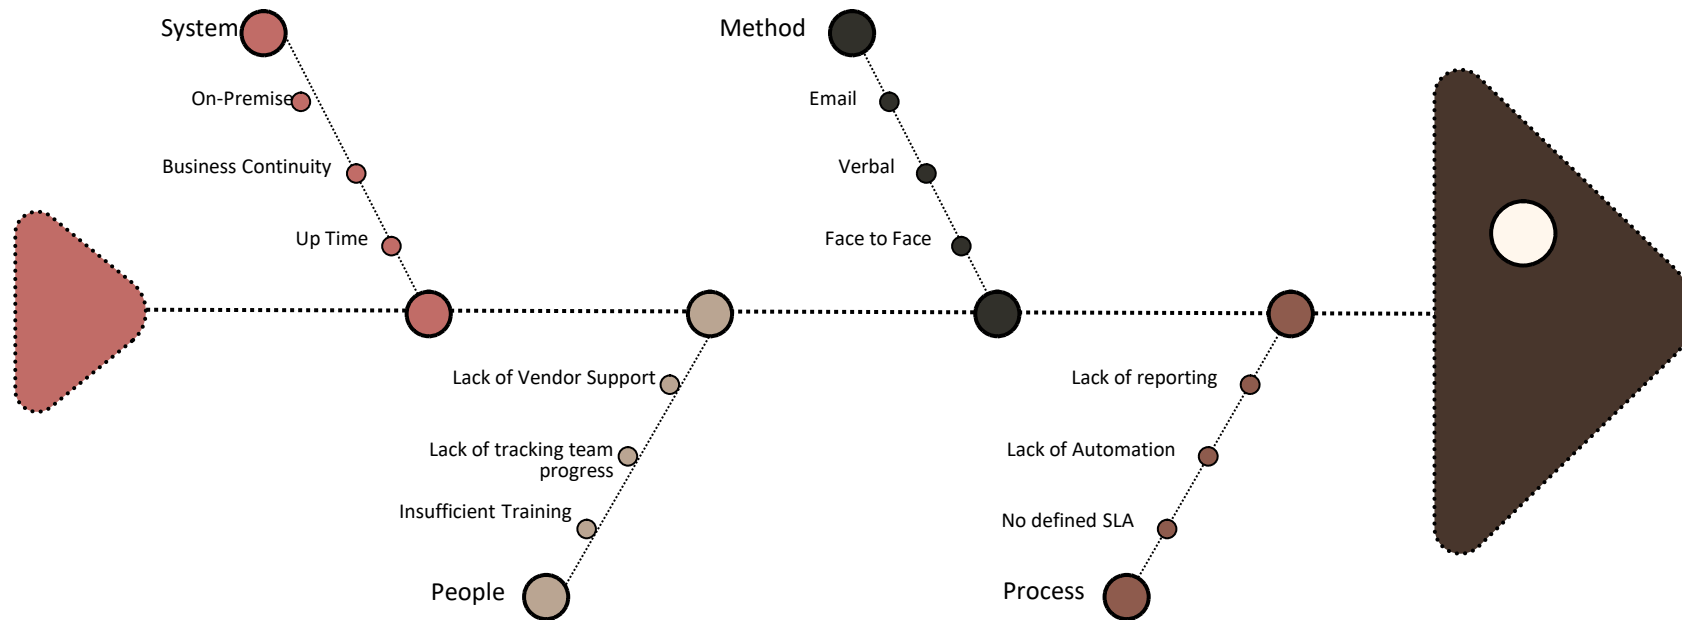 System
Method
On-Premise
Email
Business Continuity
Verbal
Up Time
Face to Face
Lack of Vendor Support
Lack of reporting
Lack of tracking team
progress
Lack of Automation
Insufficient Training
No defined SLA
People
Process